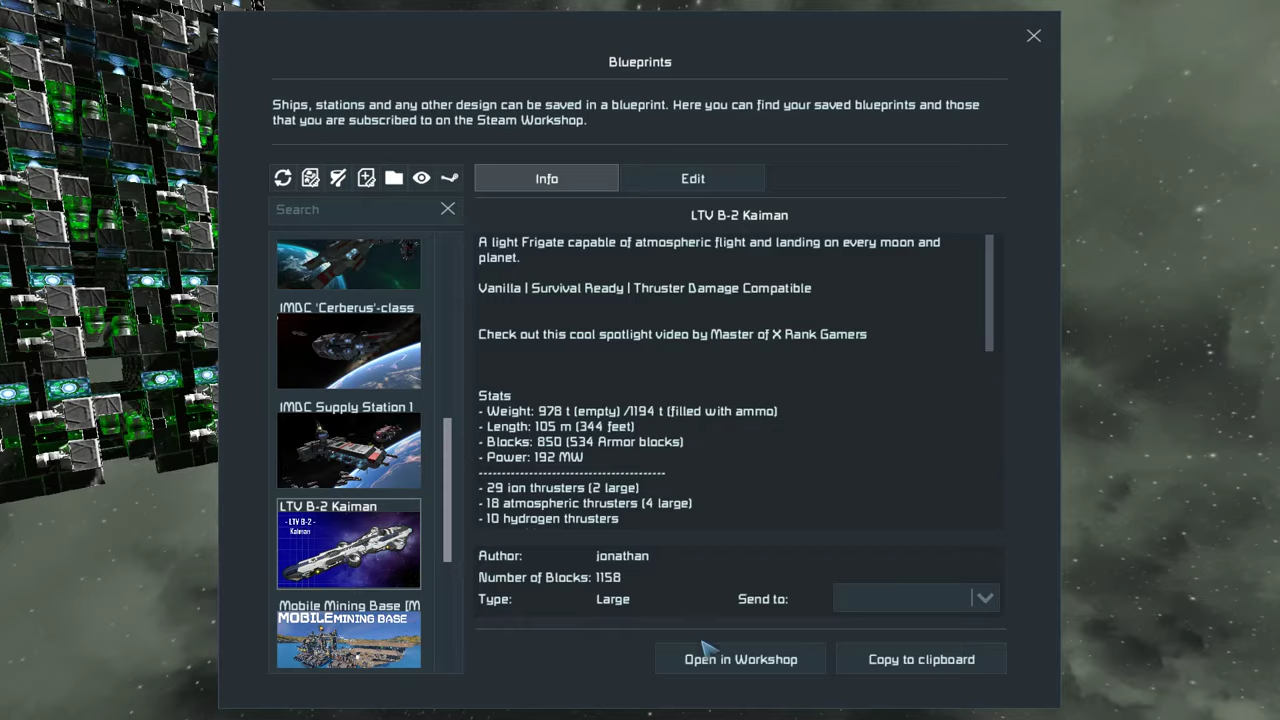 Blueprints
Ships, stations and any other design can be saved in a blueprint. Here you can find your saved blueprints and those
that you are subscribed to on the Steam Workshop.
Search
Info
Edit
IMDC 'Cerberus'-class
IMDC Supply Station 1
LTV B-2 Kaiman
- LTV B-2 -
Kaiman
Mobile Mining Base [M
MOBILE MINING BASE
LTV B-2 Kaiman
A light Frigate capable of atmospheric flight and landing on every moon and
planet.
Vanilla | Survival Ready | Thruster Damage Compatible
Check out this cool spotlight video by Master of X Rank Gamers
Stats
- Weight: 978 t (empty) /1194 t (filled with ammo)
- Length: 105 m (344 feet)
- Blocks: 850 (534 Armor blocks)
- Power: 192 MW
----------------------------------------
- 29 ion thrusters (2 large)
- 18 atmospheric thrusters (4 large)
- 10 hydrogen thrusters
Author: jonathan
Number of Blocks: 1158
Type: Large
Send to:
Open in Workshop
Copy to clipboard